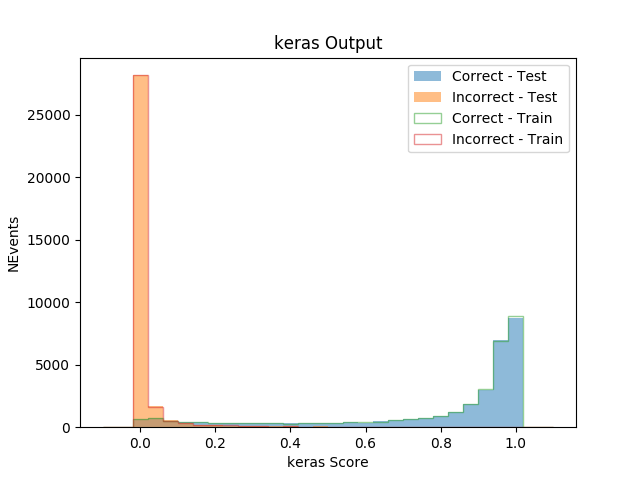 keras Output
Correct - Test
Incorrect - Test
Correct - Train
Incorrect - Train
NEvents
25000
20000
15000
10000
5000
0
0.0 0.2 0.4 0.6 0.8 1.0
keras Score